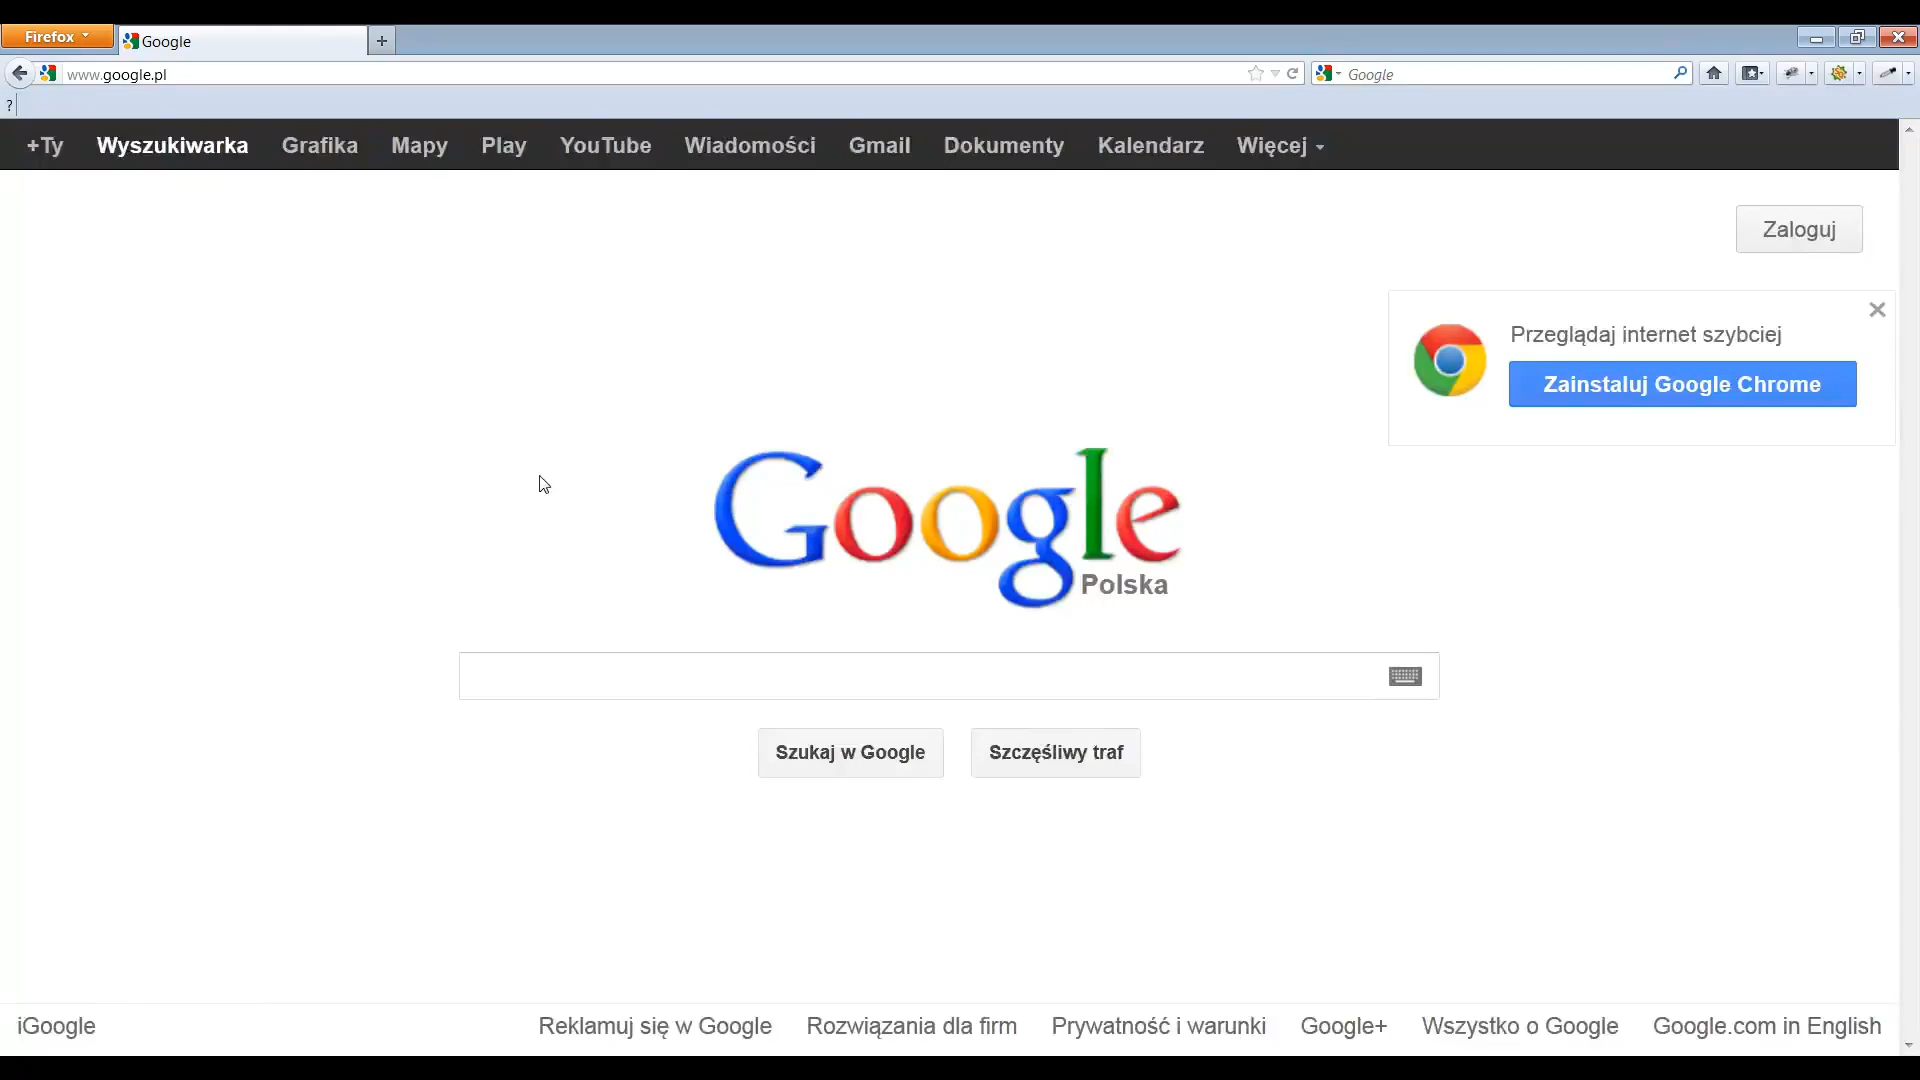 Firefox
Google
www.google.pl
Google
?
+Ty Wyszukiwarka Grafika Mapy Play YouTube Wiadomości Gmail Dokumenty Kalendarz Więcej
Zaloguj
Przeglądaj internet szybciej
Zainstaluj Google Chrome
Google
Polska
Szukaj w Google Szczęśliwy traf
iGoogle Reklamuj się w Google Rozwiązania dla firm Prywatność i warunki Google+ Wszystko o Google Google.com in English